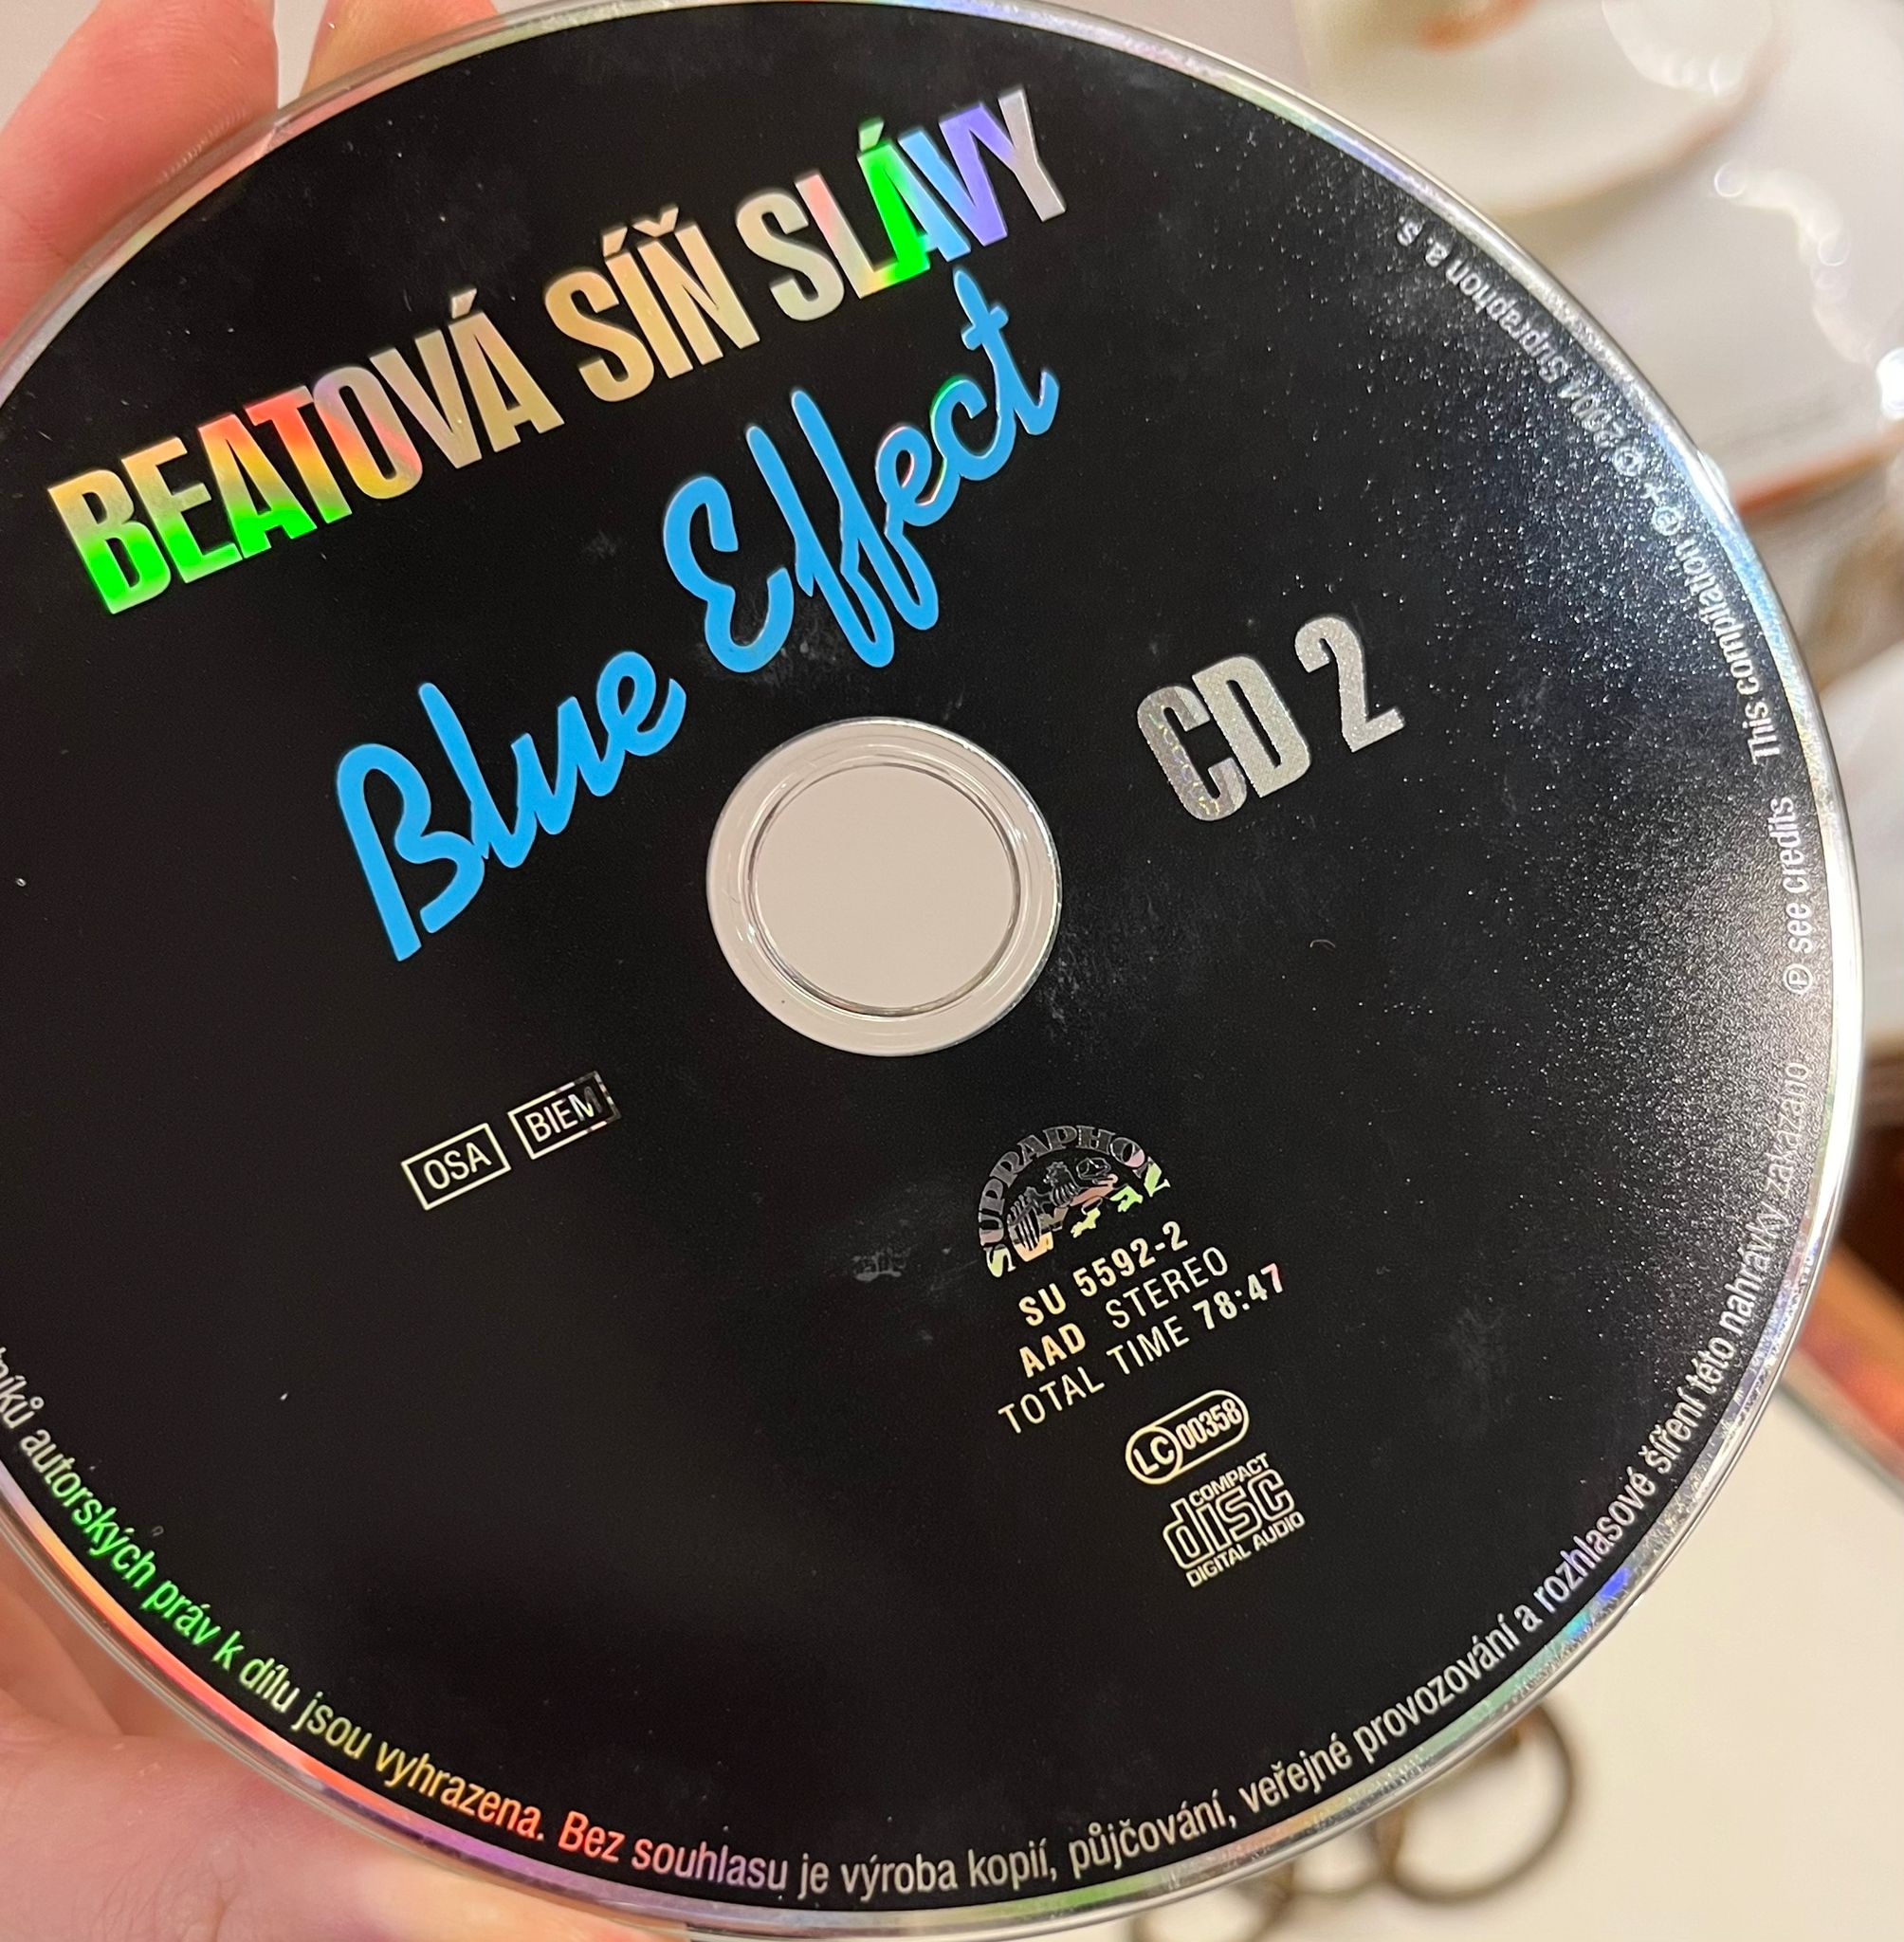 BEATOVÁ SÍŇ SLÁVY
Blue Effect
CD 2
OSA BIEM
SUPRAPHON
SU 5592-2
AAD STEREO
TOTAL TIME 78:47
LC 00358
COMPACT
disc
DIGITAL AUDIO
autorských práv k dílu jsou vyhrazena. Bez souhlasu je výroba kopií, půjčování, veřejné provozování a rozhlasové šíření této nahrávky zakázáno ℗ see credits This compilation ℗ + © 2004 Supraphon a. s.